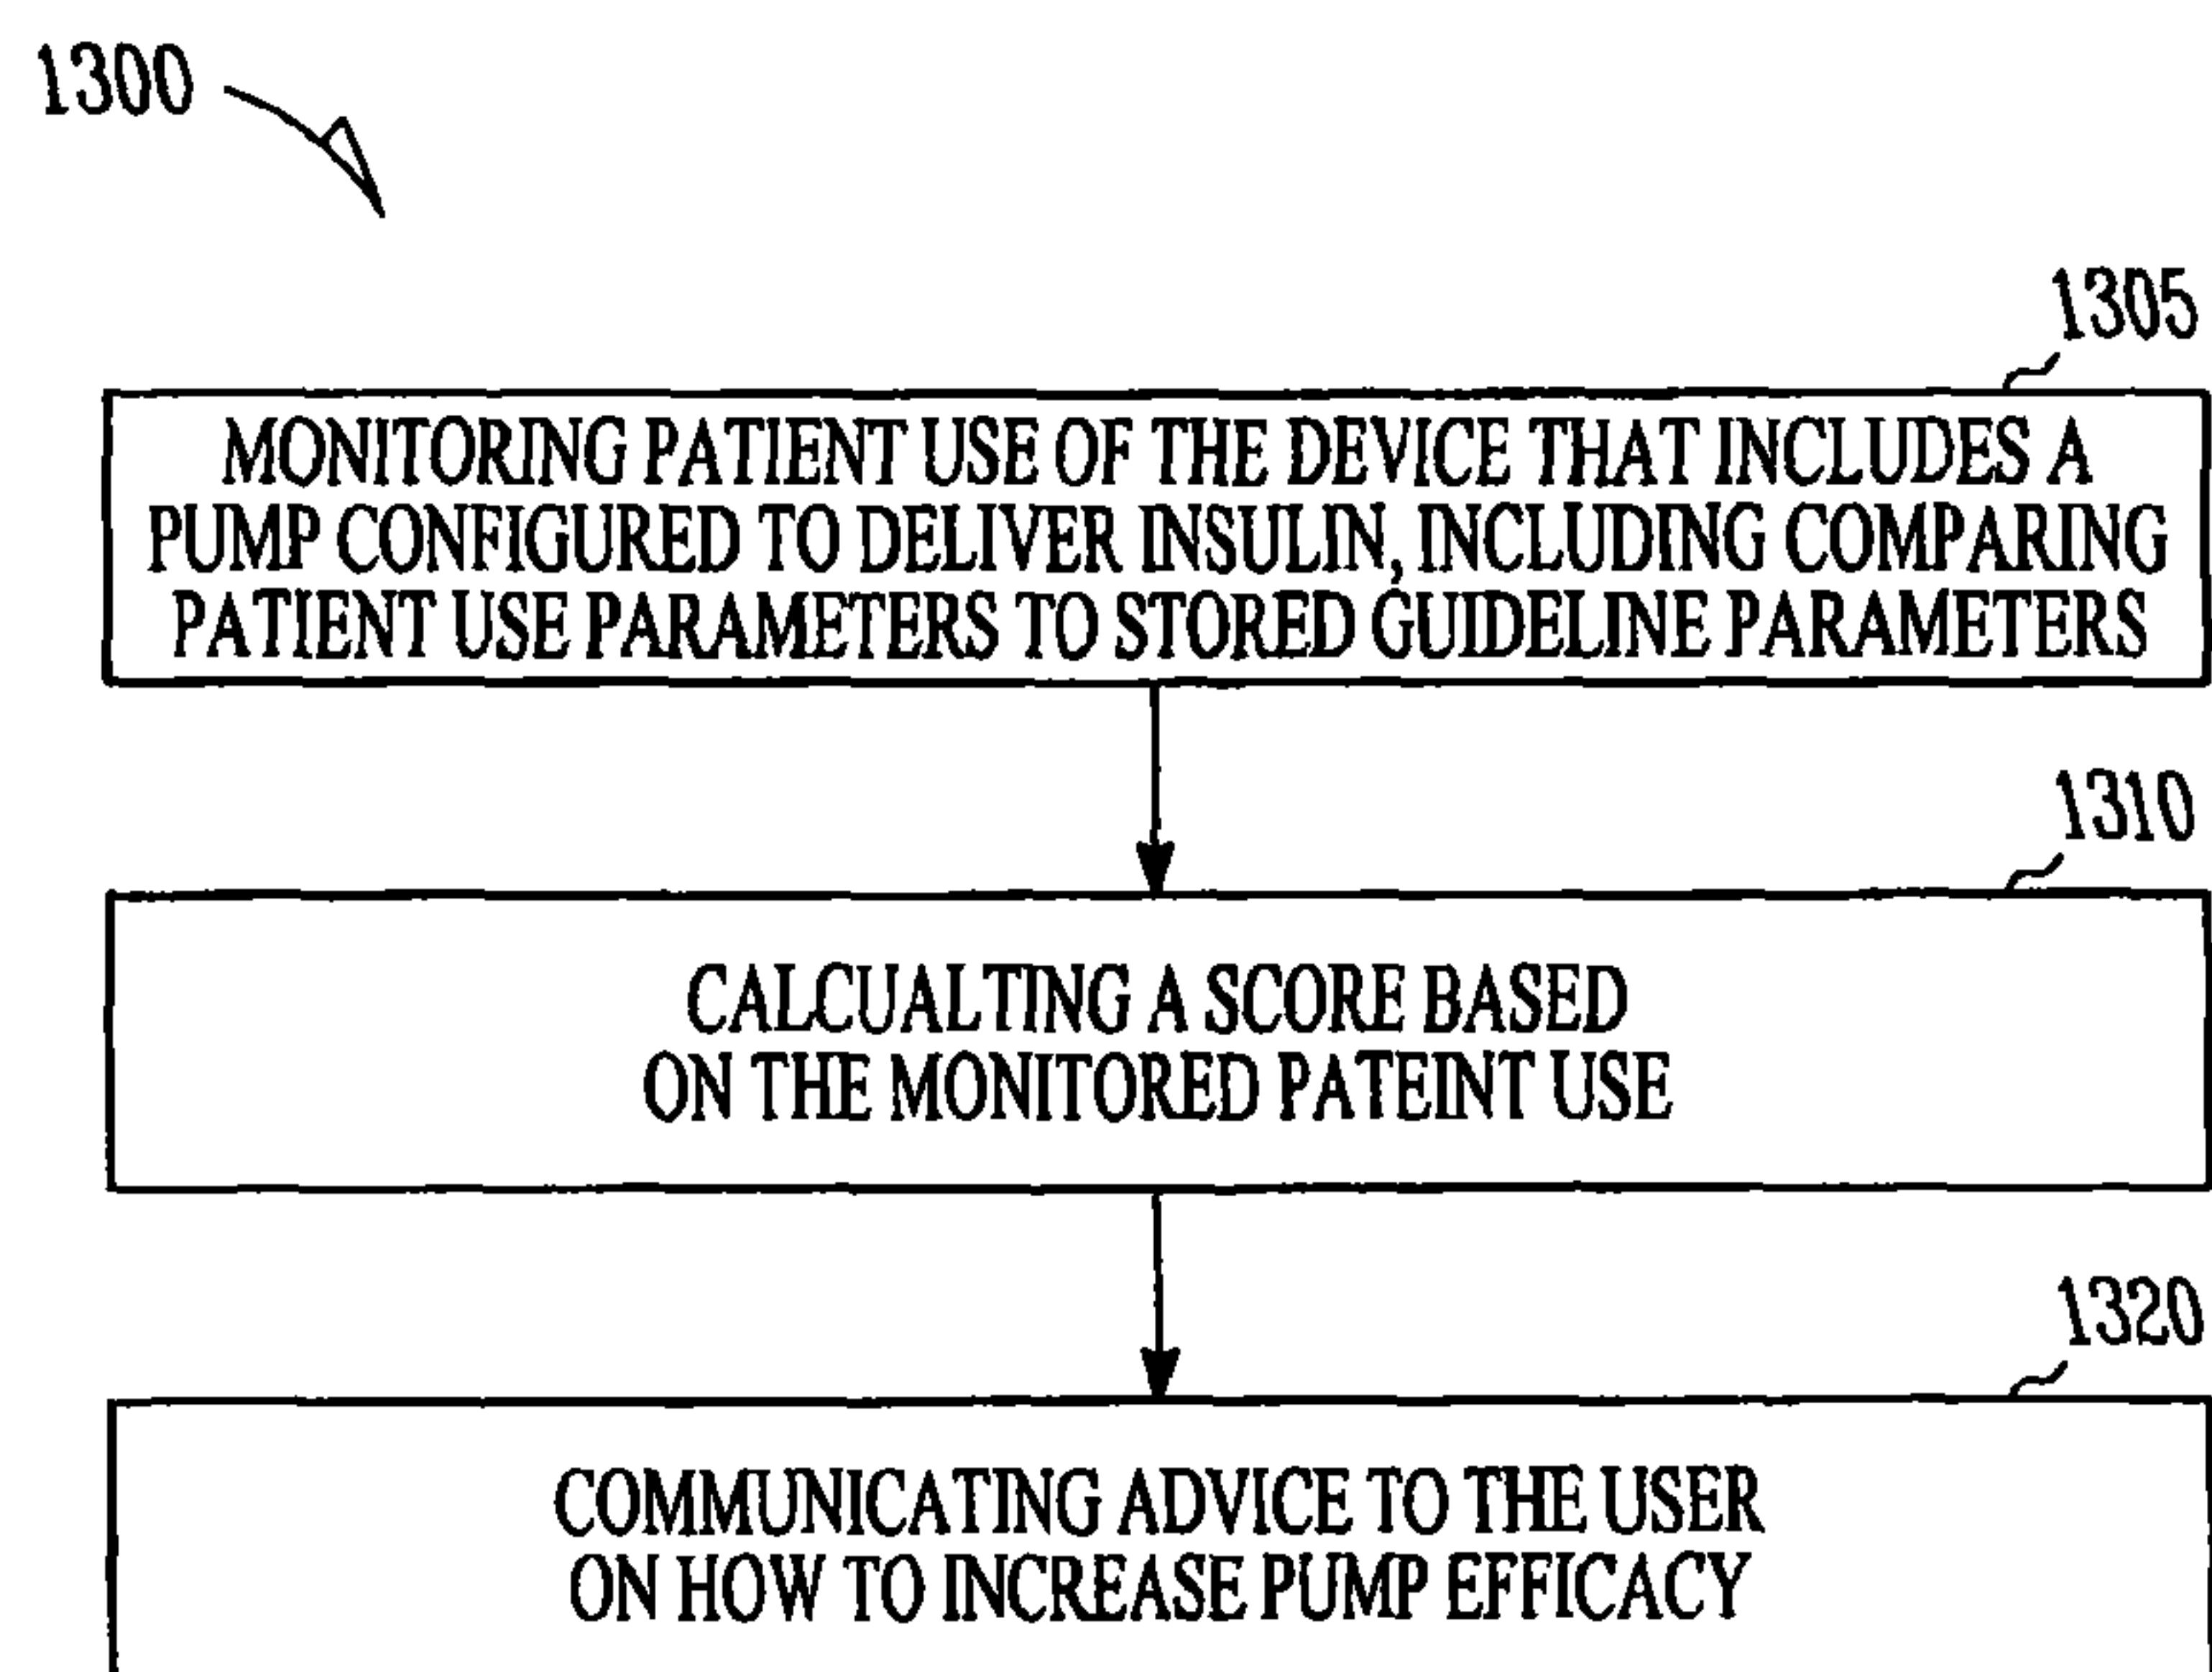 1300
1305
MONITORING PATIENT USE OF THE DEVICE THAT INCLUDES A
PUMP CONFIGURED TO DELIVER INSULIN, INCLUDING COMPARING
PATIENT USE PARAMETERS TO STORED GUIDELINE PARAMETERS
1310
CALCUALTING A SCORE BASED
ON THE MONITORED PATEINT USE
1320
COMMUNICATING ADVICE TO THE USER
ON HOW TO INCREASE PUMP EFFICACY